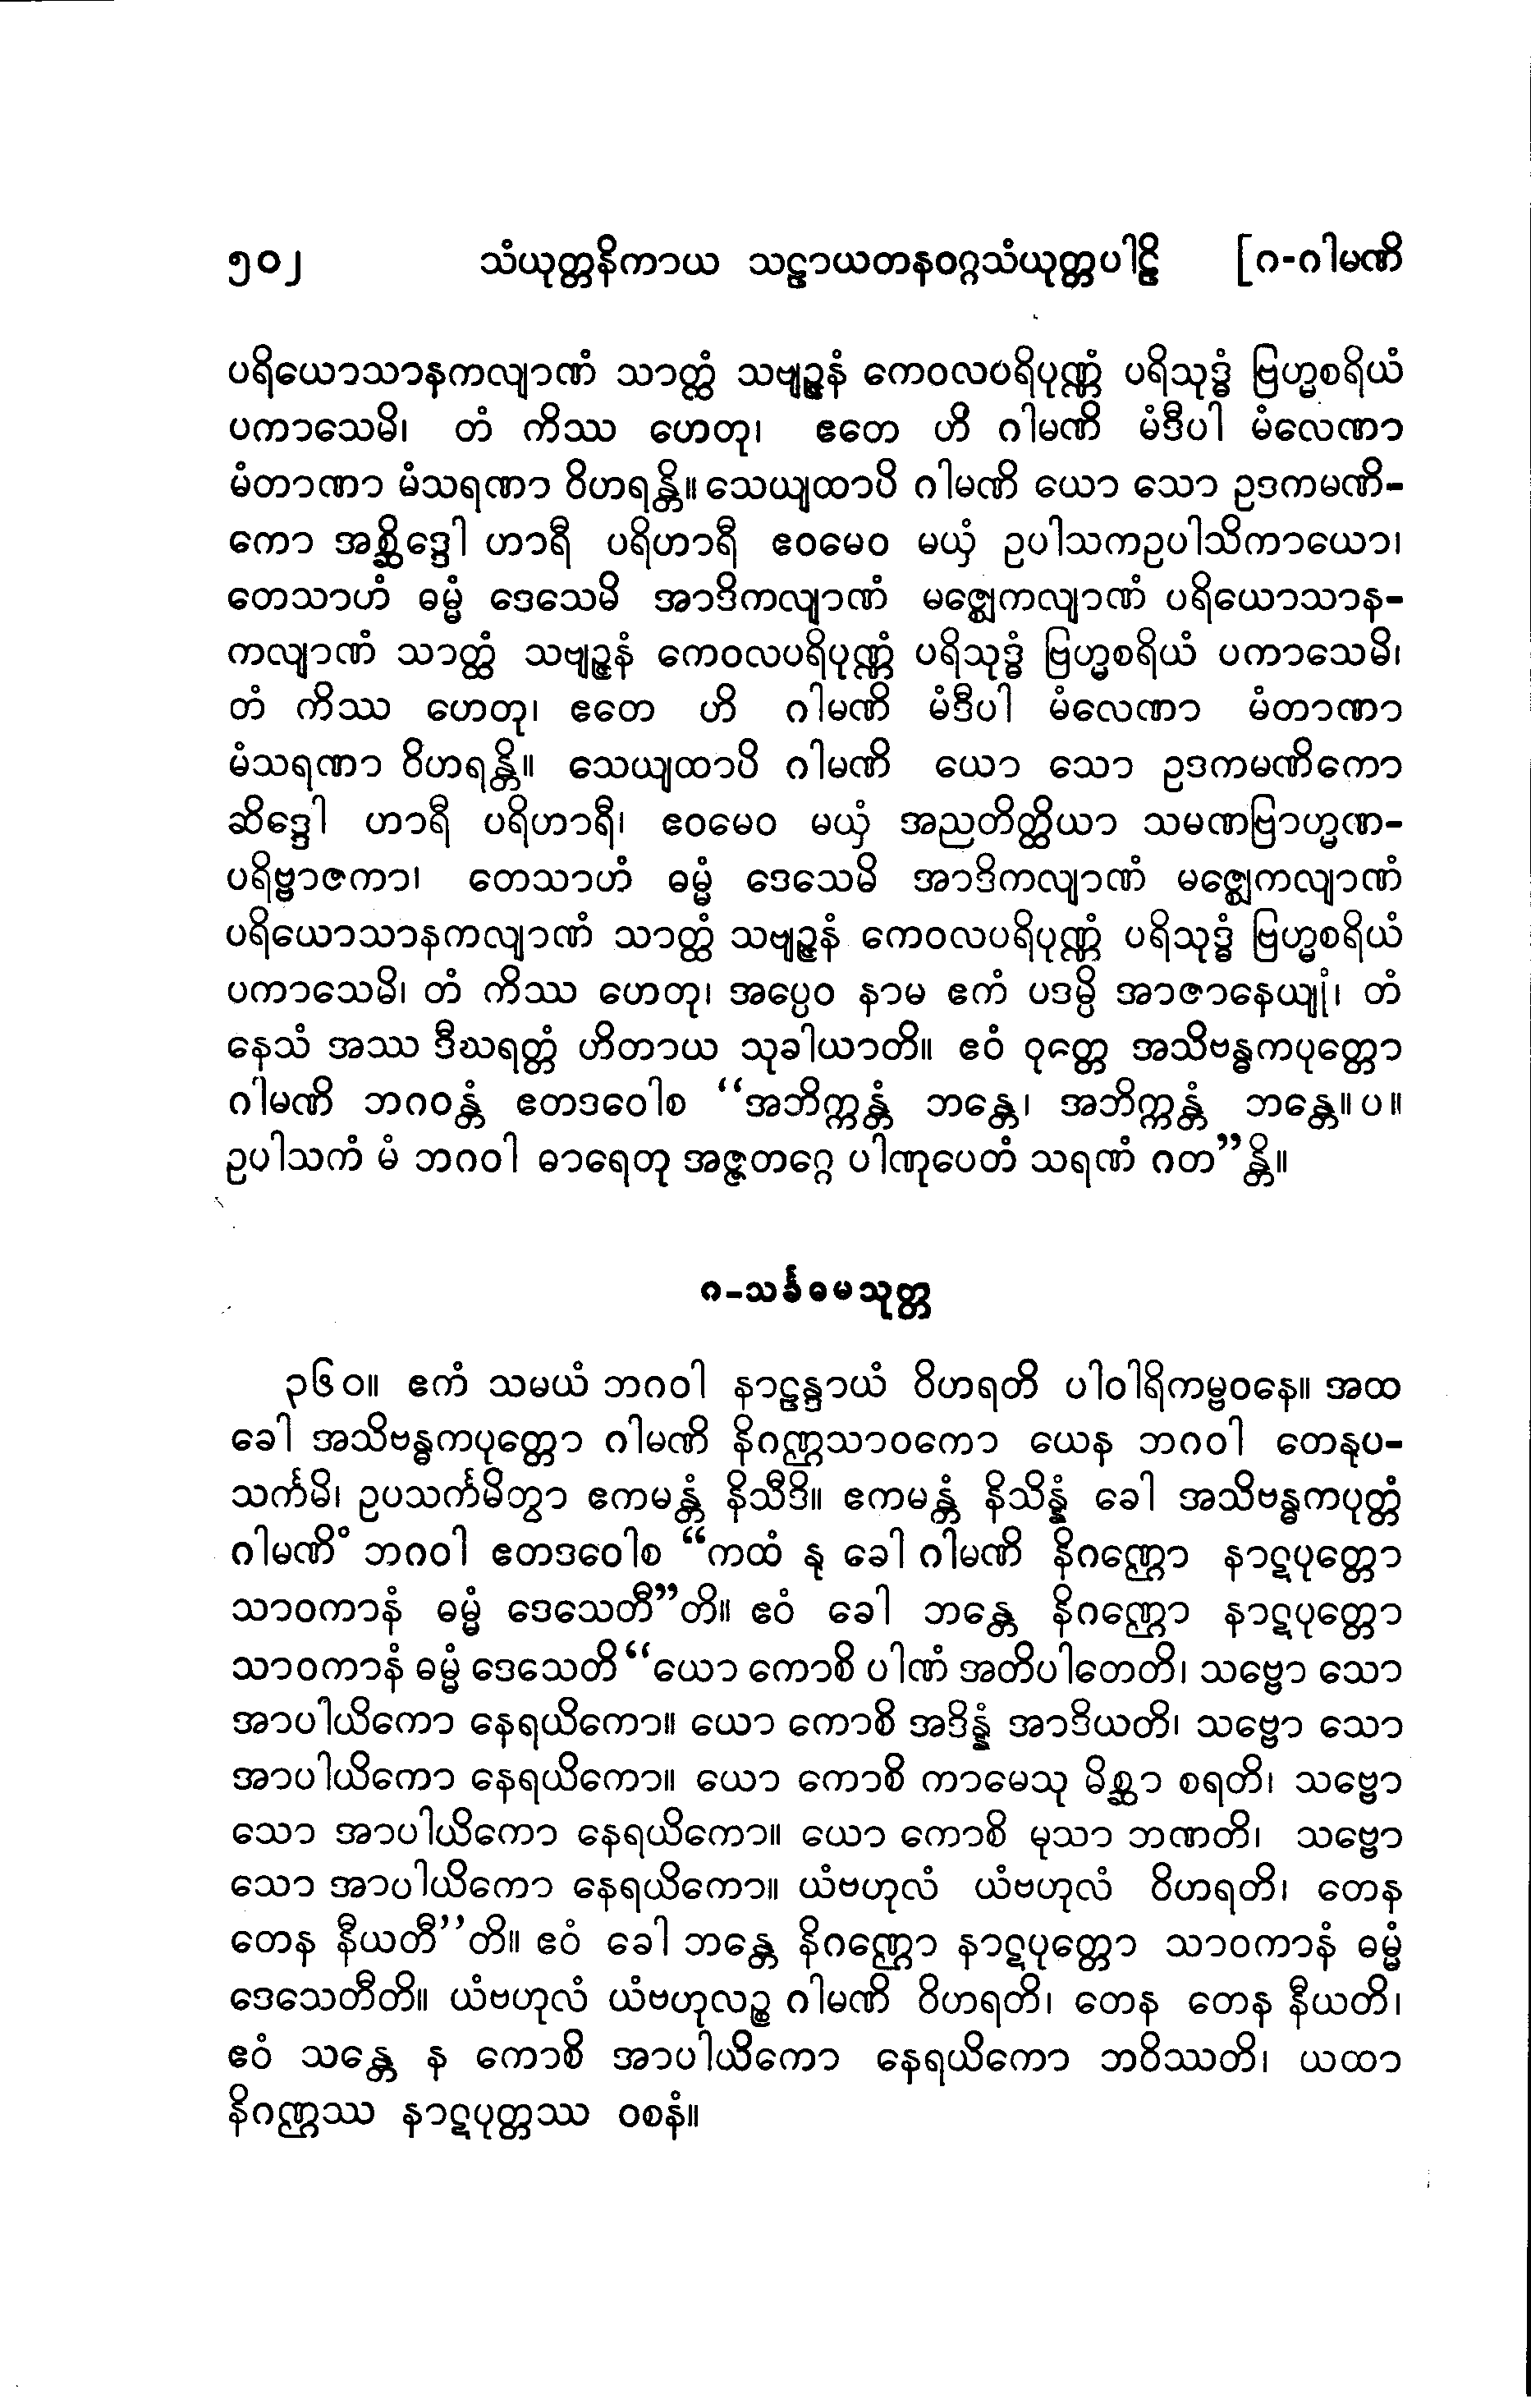 ၅၀၂ သံယုတ္တနိကာယ သဠာယတနဝဂ္ဂသံယုတ္တပါဠိ [ဂ-ဂါမဏိ
ပရိယောသာနကလျာဏံ သာတ္ထံ သဗျဉ္ဇနံ ကေဝလပရိပုဏ္ဏံ ပရိသုဒ္ဓံ ဗြဟ္မစရိယံ
ပကာသေမိ၊ တံ ကိဿ ဟေတု၊ ဧတေ ဟိ ဂါမဏိ မံဒီပါ မံလေဏာ
မံတာဏာ မံသရဏာ ဝိဟရန္တိ။ သေယျထာပိ ဂါမဏိ ယော သော ဥဒကမဏိ-
ကော အစ္ဆိဒ္ဒေါ ဟာရီ ပရိဟာရီ ဧဝမေဝ မယှံ ဥပါသကဥပါသိကာယော၊
တေသာဟံ ဓမ္မံ ဒေသေမိ အာဒိကလျာဏံ မဇ္ဈေကလျာဏံ ပရိယောသာန-
ကလျာဏံ သာတ္ထံ သဗျဉ္ဇနံ ကေဝလပရိပုဏ္ဏံ ပရိသုဒ္ဓံ ဗြဟ္မစရိယံ ပကာသေမိ၊
တံ ကိဿ ဟေတု၊ ဧတေ ဟိ ဂါမဏိ မံဒီပါ မံလေဏာ မံတာဏာ
မံသရဏာ ဝိဟရန္တိ။ သေယျထာပိ ဂါမဏိ ယော သော ဥဒကမဏိကော
ဆိဒ္ဒေါ ဟာရီ ပရိဟာရီ၊ ဧဝမေဝ မယှံ အညတိတ္ထိယာ သမဏဗြာဟ္မဏ-
ပရိဗ္ဗာဇကာ၊ တေသာဟံ ဓမ္မံ ဒေသေမိ အာဒိကလျာဏံ မဇ္ဈေကလျာဏံ
ပရိယောသာနကလျာဏံ သာတ္ထံ သဗျဉ္ဇနံ ကေဝလပရိပုဏ္ဏံ ပရိသုဒ္ဓံ ဗြဟ္မစရိယံ
ပကာသေမိ၊ တံ ကိဿ ဟေတု၊ အပ္ပေဝ နာမ ဧကံ ပဒမ္ပိ အာဇာနေယျုံ၊ တံ
နေသံ အဿ ဒီဃရတ္တံ ဟိတာယ သုခါယာတိ။ ဧဝံ ဝုတ္တေ အသိဗန္ဓကပုတ္တော
ဂါမဏိ ဘဂဝန္တံ ဧတဒဝေါစ “အဘိက္ကန္တံ ဘန္တေ၊ အဘိက္ကန္တံ ဘန္တေ။ပ။
ဥပါသကံ မံ ဘဂဝါ ဓာရေတု အဇ္ဇတဂ္ဂေ ပါဏုပေတံ သရဏံ ဂတ”န္တိ။
ဂ-သင်္ခဓမသုတ္တ
၃၆၀။ ဧကံ သမယံ ဘဂဝါ နာဠန္ဒာယံ ဝိဟရတိ ပါဝါရိကမ္ဗဝနေ။ အထ
ခေါ အသိဗန္ဓကပုတ္တော ဂါမဏိ နိဂဏ္ဌသာဝကော ယေန ဘဂဝါ တေနုပ-
သင်္ကမိ၊ ဥပသင်္ကမိတွာ ဧကမန္တံ နိသီဒိ။ ဧကမန္တံ နိသိန္နံ ခေါ အသိဗန္ဓကပုတ္တံ
ဂါမဏိံ ဘဂဝါ ဧတဒဝေါစ “ကထံ နု ခေါ ဂါမဏိ နိဂဏ္ဌော နာဋပုတ္တော
သာဝကာနံ ဓမ္မံ ဒေသေတီ”တိ။ ဧဝံ ခေါ ဘန္တေ နိဂဏ္ဌော နာဋပုတ္တော
သာဝကာနံ ဓမ္မံ ဒေသေတိ “ယော ကောစိ ပါဏံ အတိပါတေတိ၊ သဗ္ဗော သော
အာပါယိကော နေရယိကော။ ယော ကောစိ အဒိန္နံ အာဒိယတိ၊ သဗ္ဗော သော
အာပါယိကော နေရယိကော။ ယော ကောစိ ကာမေသု မိစ္ဆာ စရတိ၊ သဗ္ဗော
သော အာပါယိကော နေရယိကော။ ယော ကောစိ မုသာ ဘဏတိ၊ သဗ္ဗော
သော အာပါယိကော နေရယိကော။ ယံဗဟုလံ ယံဗဟုလံ ဝိဟရတိ၊ တေန
တေန နီယတီ”တိ။ ဧဝံ ခေါ ဘန္တေ နိဂဏ္ဌော နာဋပုတ္တော သာဝကာနံ ဓမ္မံ
ဒေသေတီတိ။ ယံဗဟုလံ ယံဗဟုလဉ္စ ဂါမဏိ ဝိဟရတိ၊ တေန တေန နီယတိ၊
ဧဝံ သန္တေ န ကောစိ အာပါယိကော နေရယိကော ဘဝိဿတိ၊ ယထာ
နိဂဏ္ဌဿ နာဋပုတ္တဿ ဝစနံ။